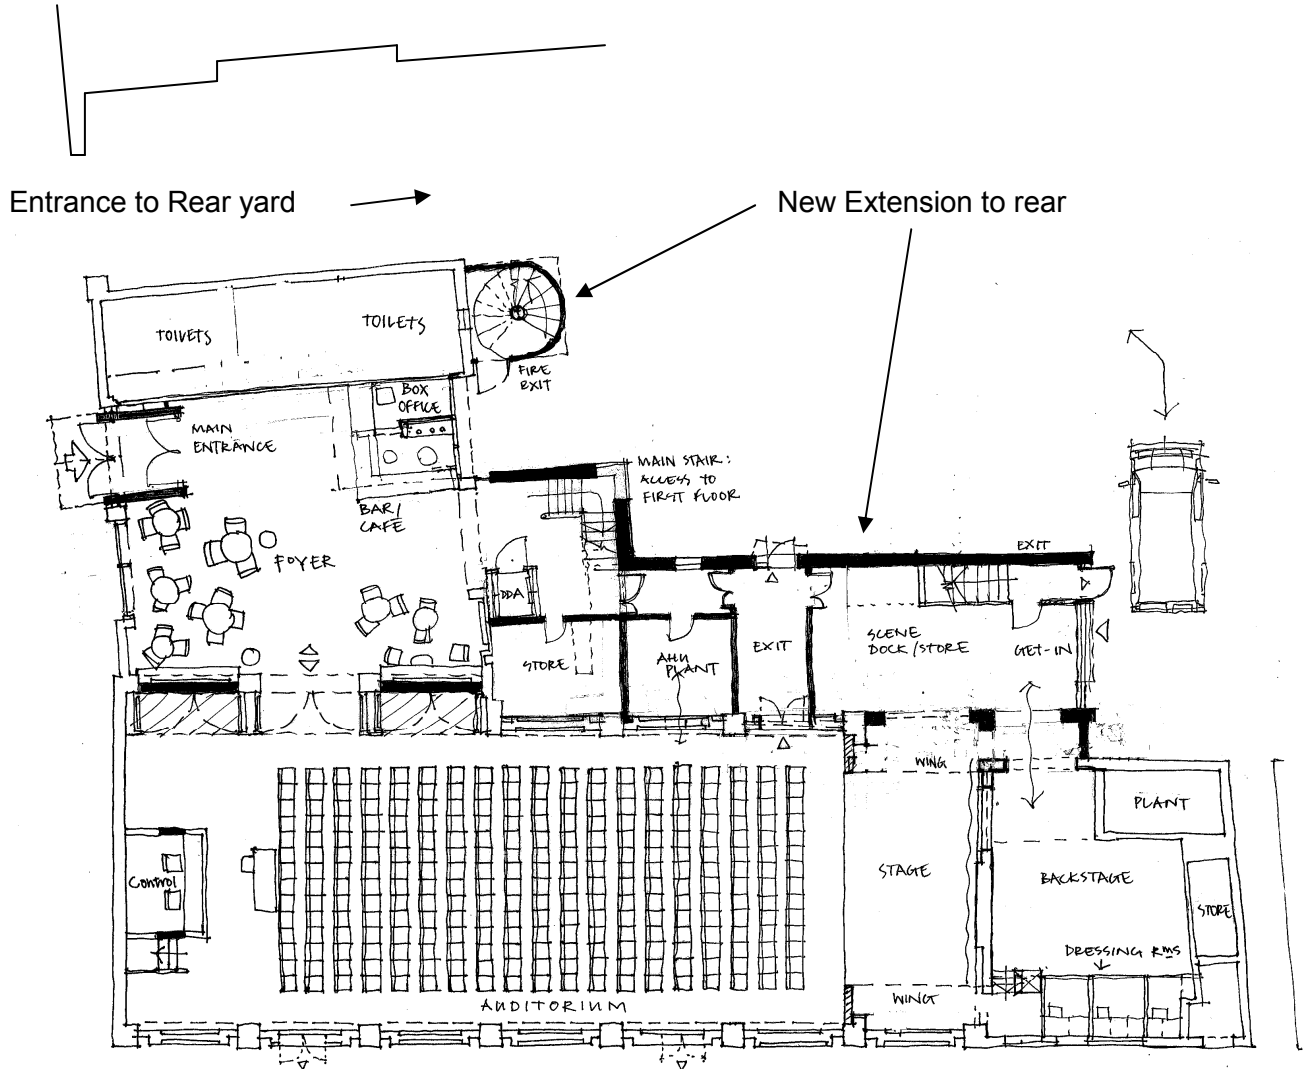 Entrance to Rear yard
New Extension to rear
TOILETS
TOILETS
FIRE
EXIT
BOX
OFFICE
MAIN
ENTRANCE
MAIN STAIR:
ACCESS TO
FIRST FLOOR
BAR/
CAFE
FOYER
EXIT
DDA
STORE
AHU
PLANT
EXIT
SCENE
DOCK/STORE
GET-IN
WING
PLANT
Control
STAGE
BACKSTAGE
STORE
DRESSING RMS
WING
AUDITORIUM